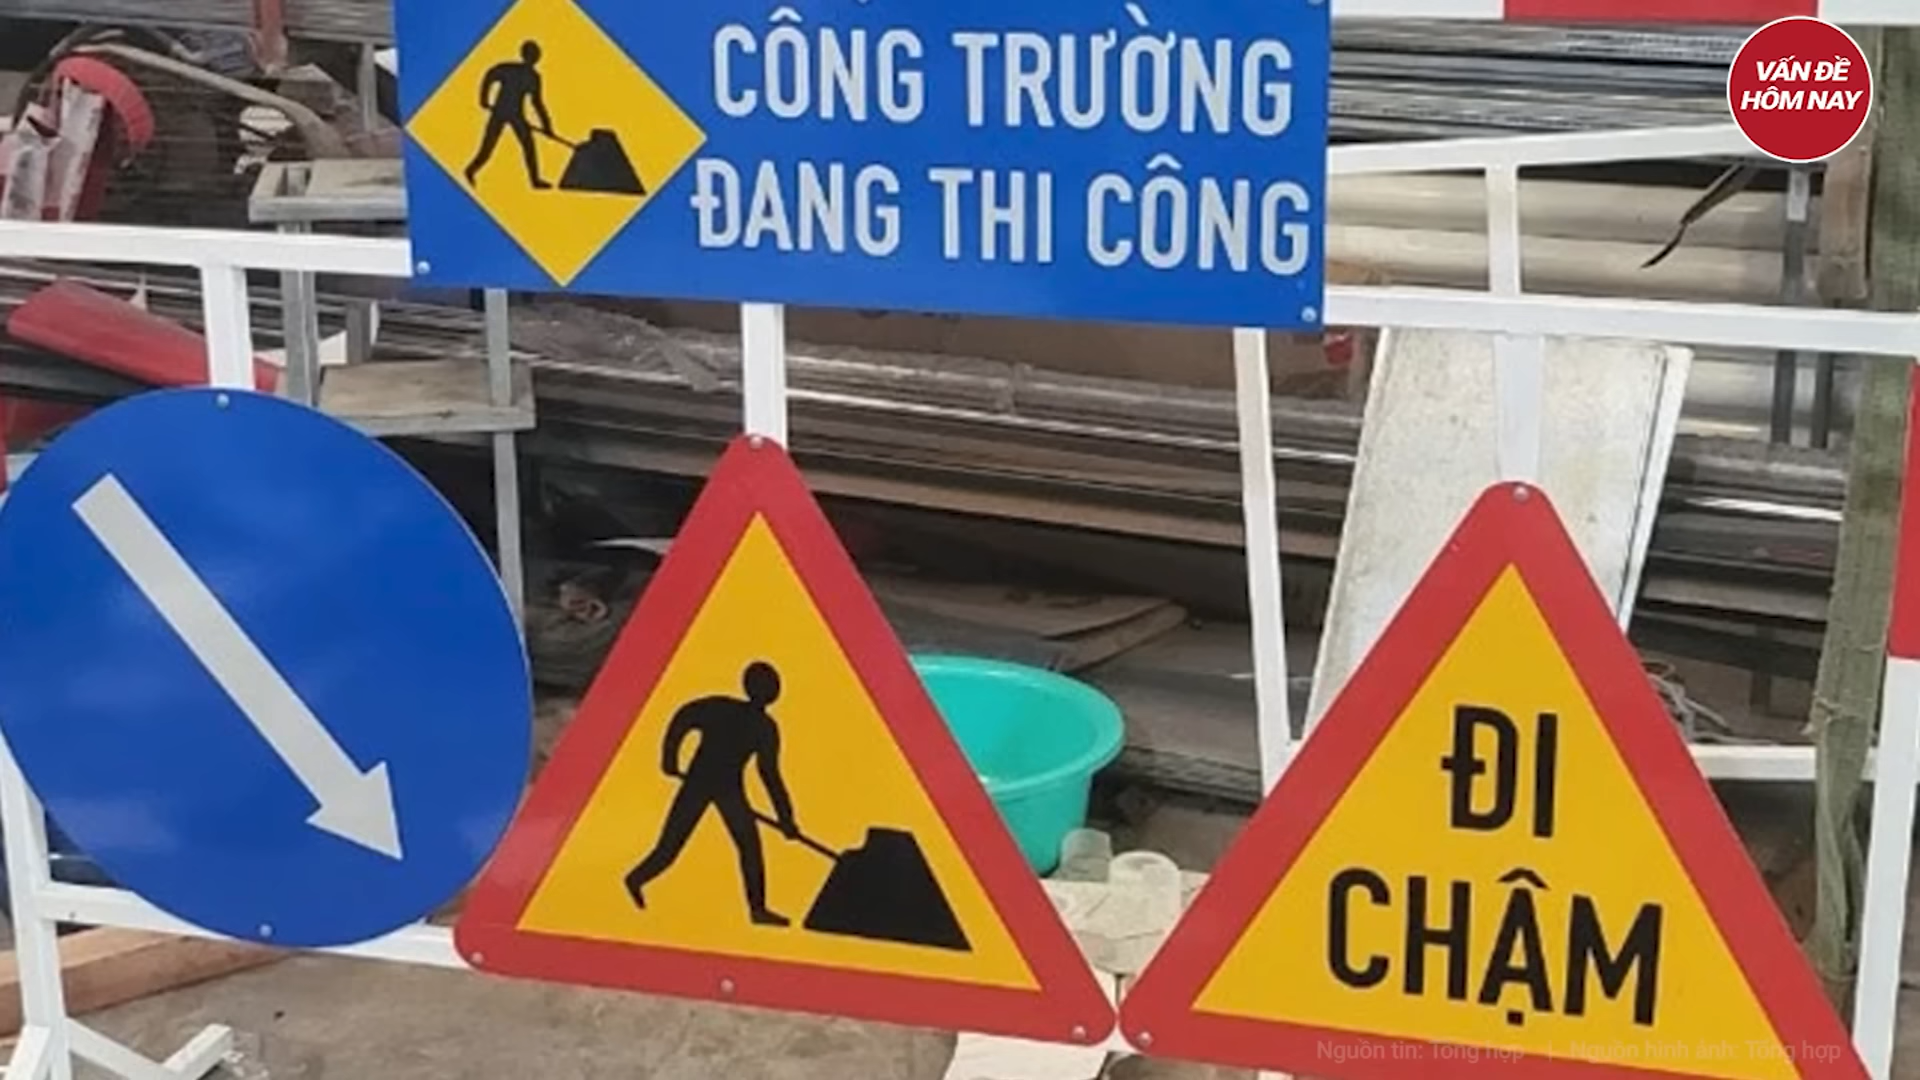 CÔNG TRƯỜNG
ĐANG THI CÔNG
VẤN ĐỀ
HÔM NAY
ĐI
CHẬM
Nguồn tin: Tổng hợp | Nguồn hình ảnh: Tổng hợp